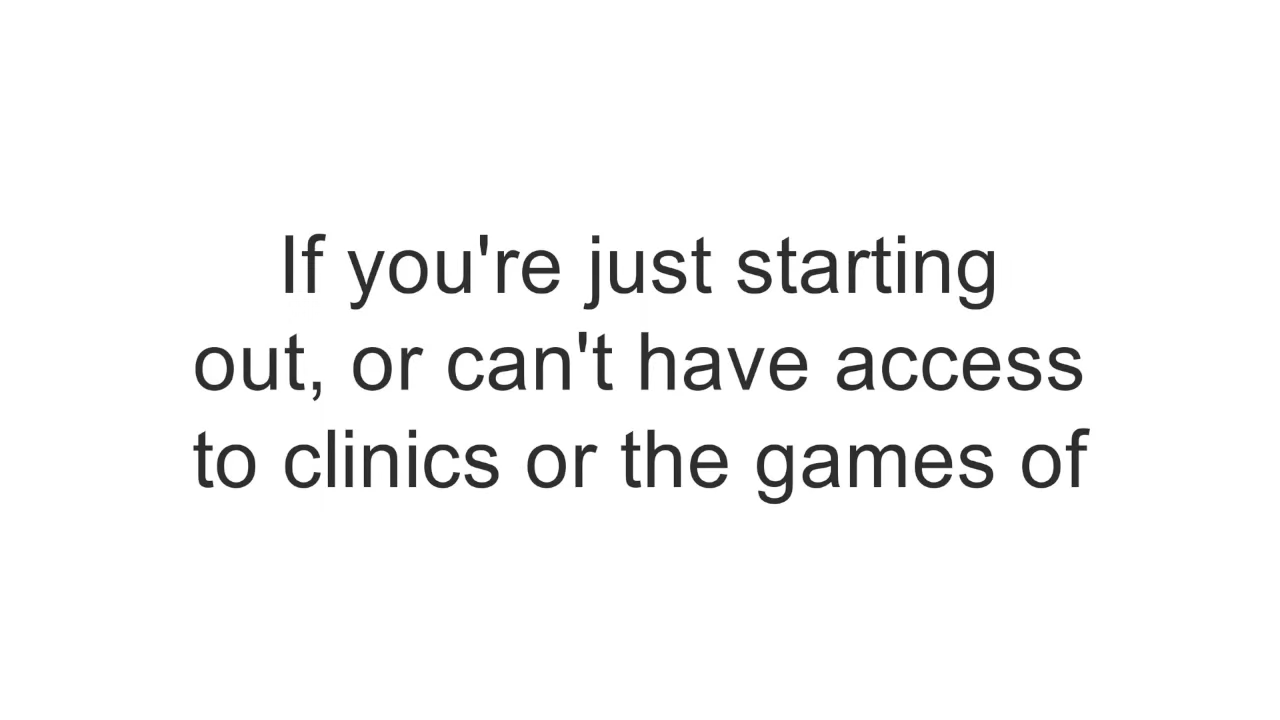 If you're just starting
out, or can't have access
to clinics or the games of